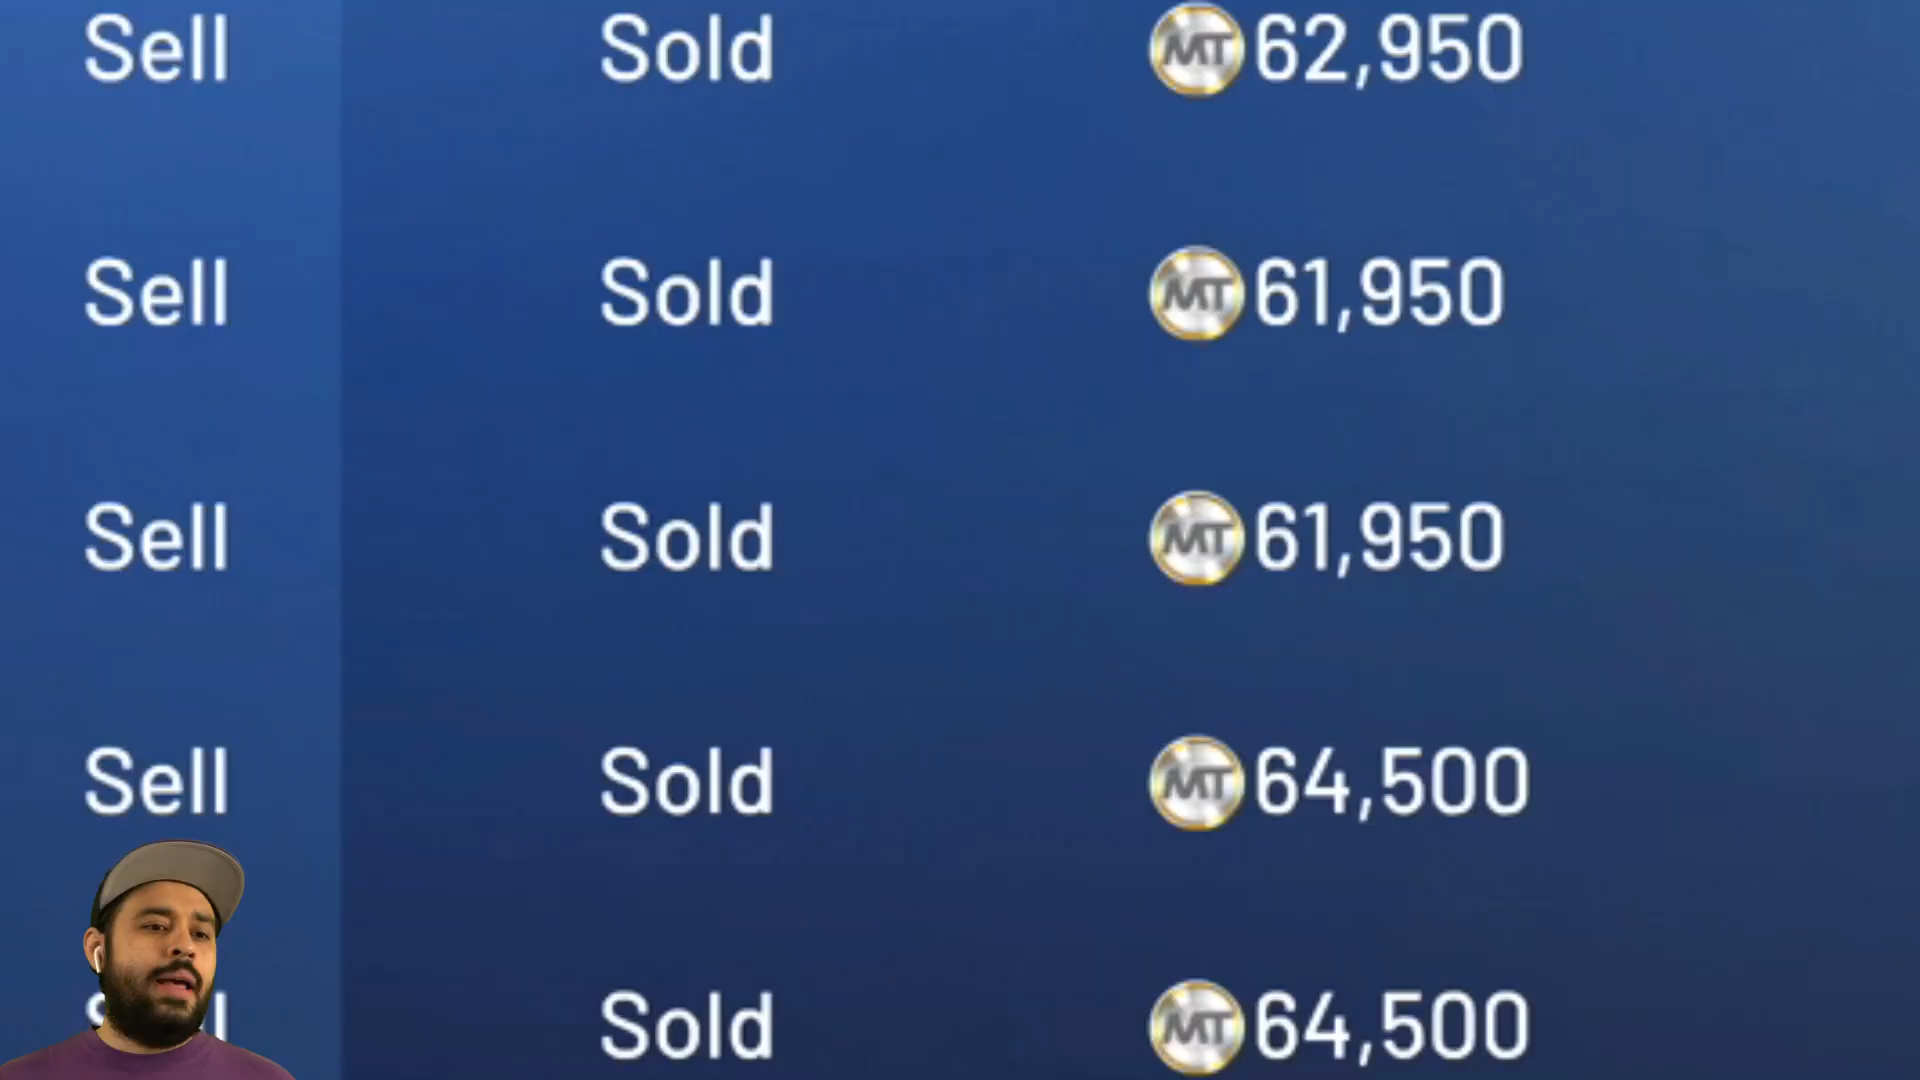 Sell Sold MT 62,950
Sell Sold MT 61,950
Sell Sold MT 61,950
Sell Sold MT 64,500
Sold MT 64,500